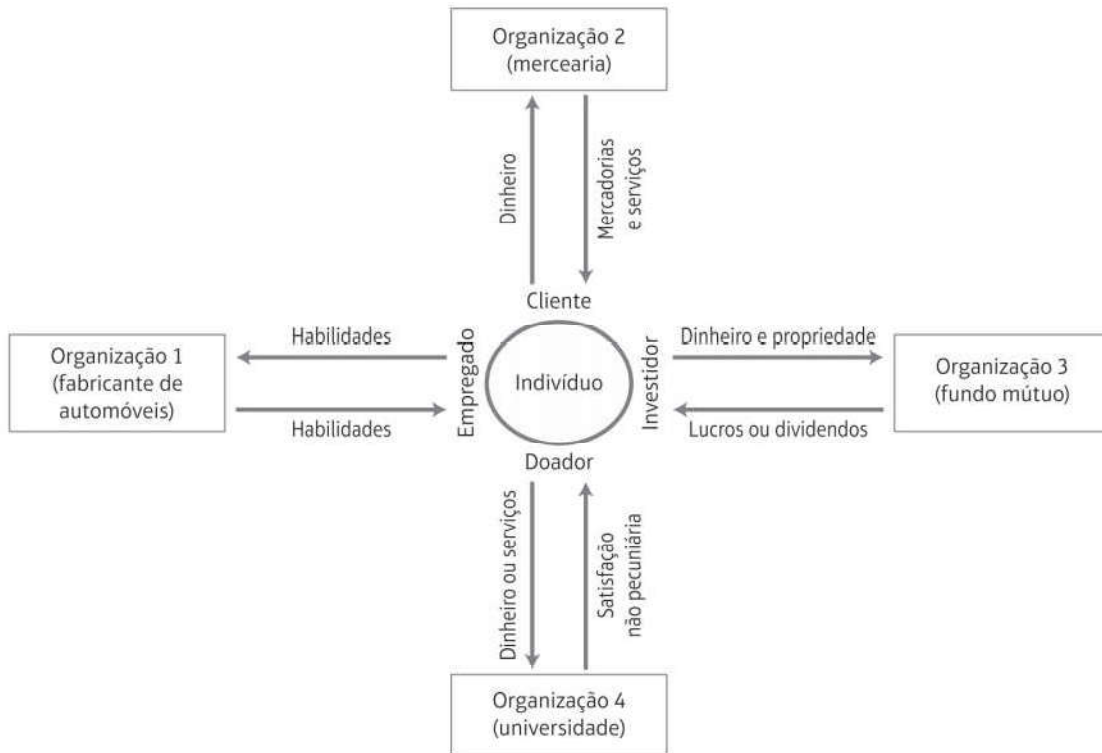 Organização 2
(mercearia)
Dinheiro
Mercadorias
e serviços
Cliente
Organização 1
(fabricante de
automóveis)
Habilidades
Habilidades
Empregado
Indivíduo
Investidor
Dinheiro e propriedade
Lucros ou dividendos
Organização 3
(fundo mútuo)
Doador
Dinheiro ou serviços
Satisfação
não pecuniária
Organização 4
(universidade)